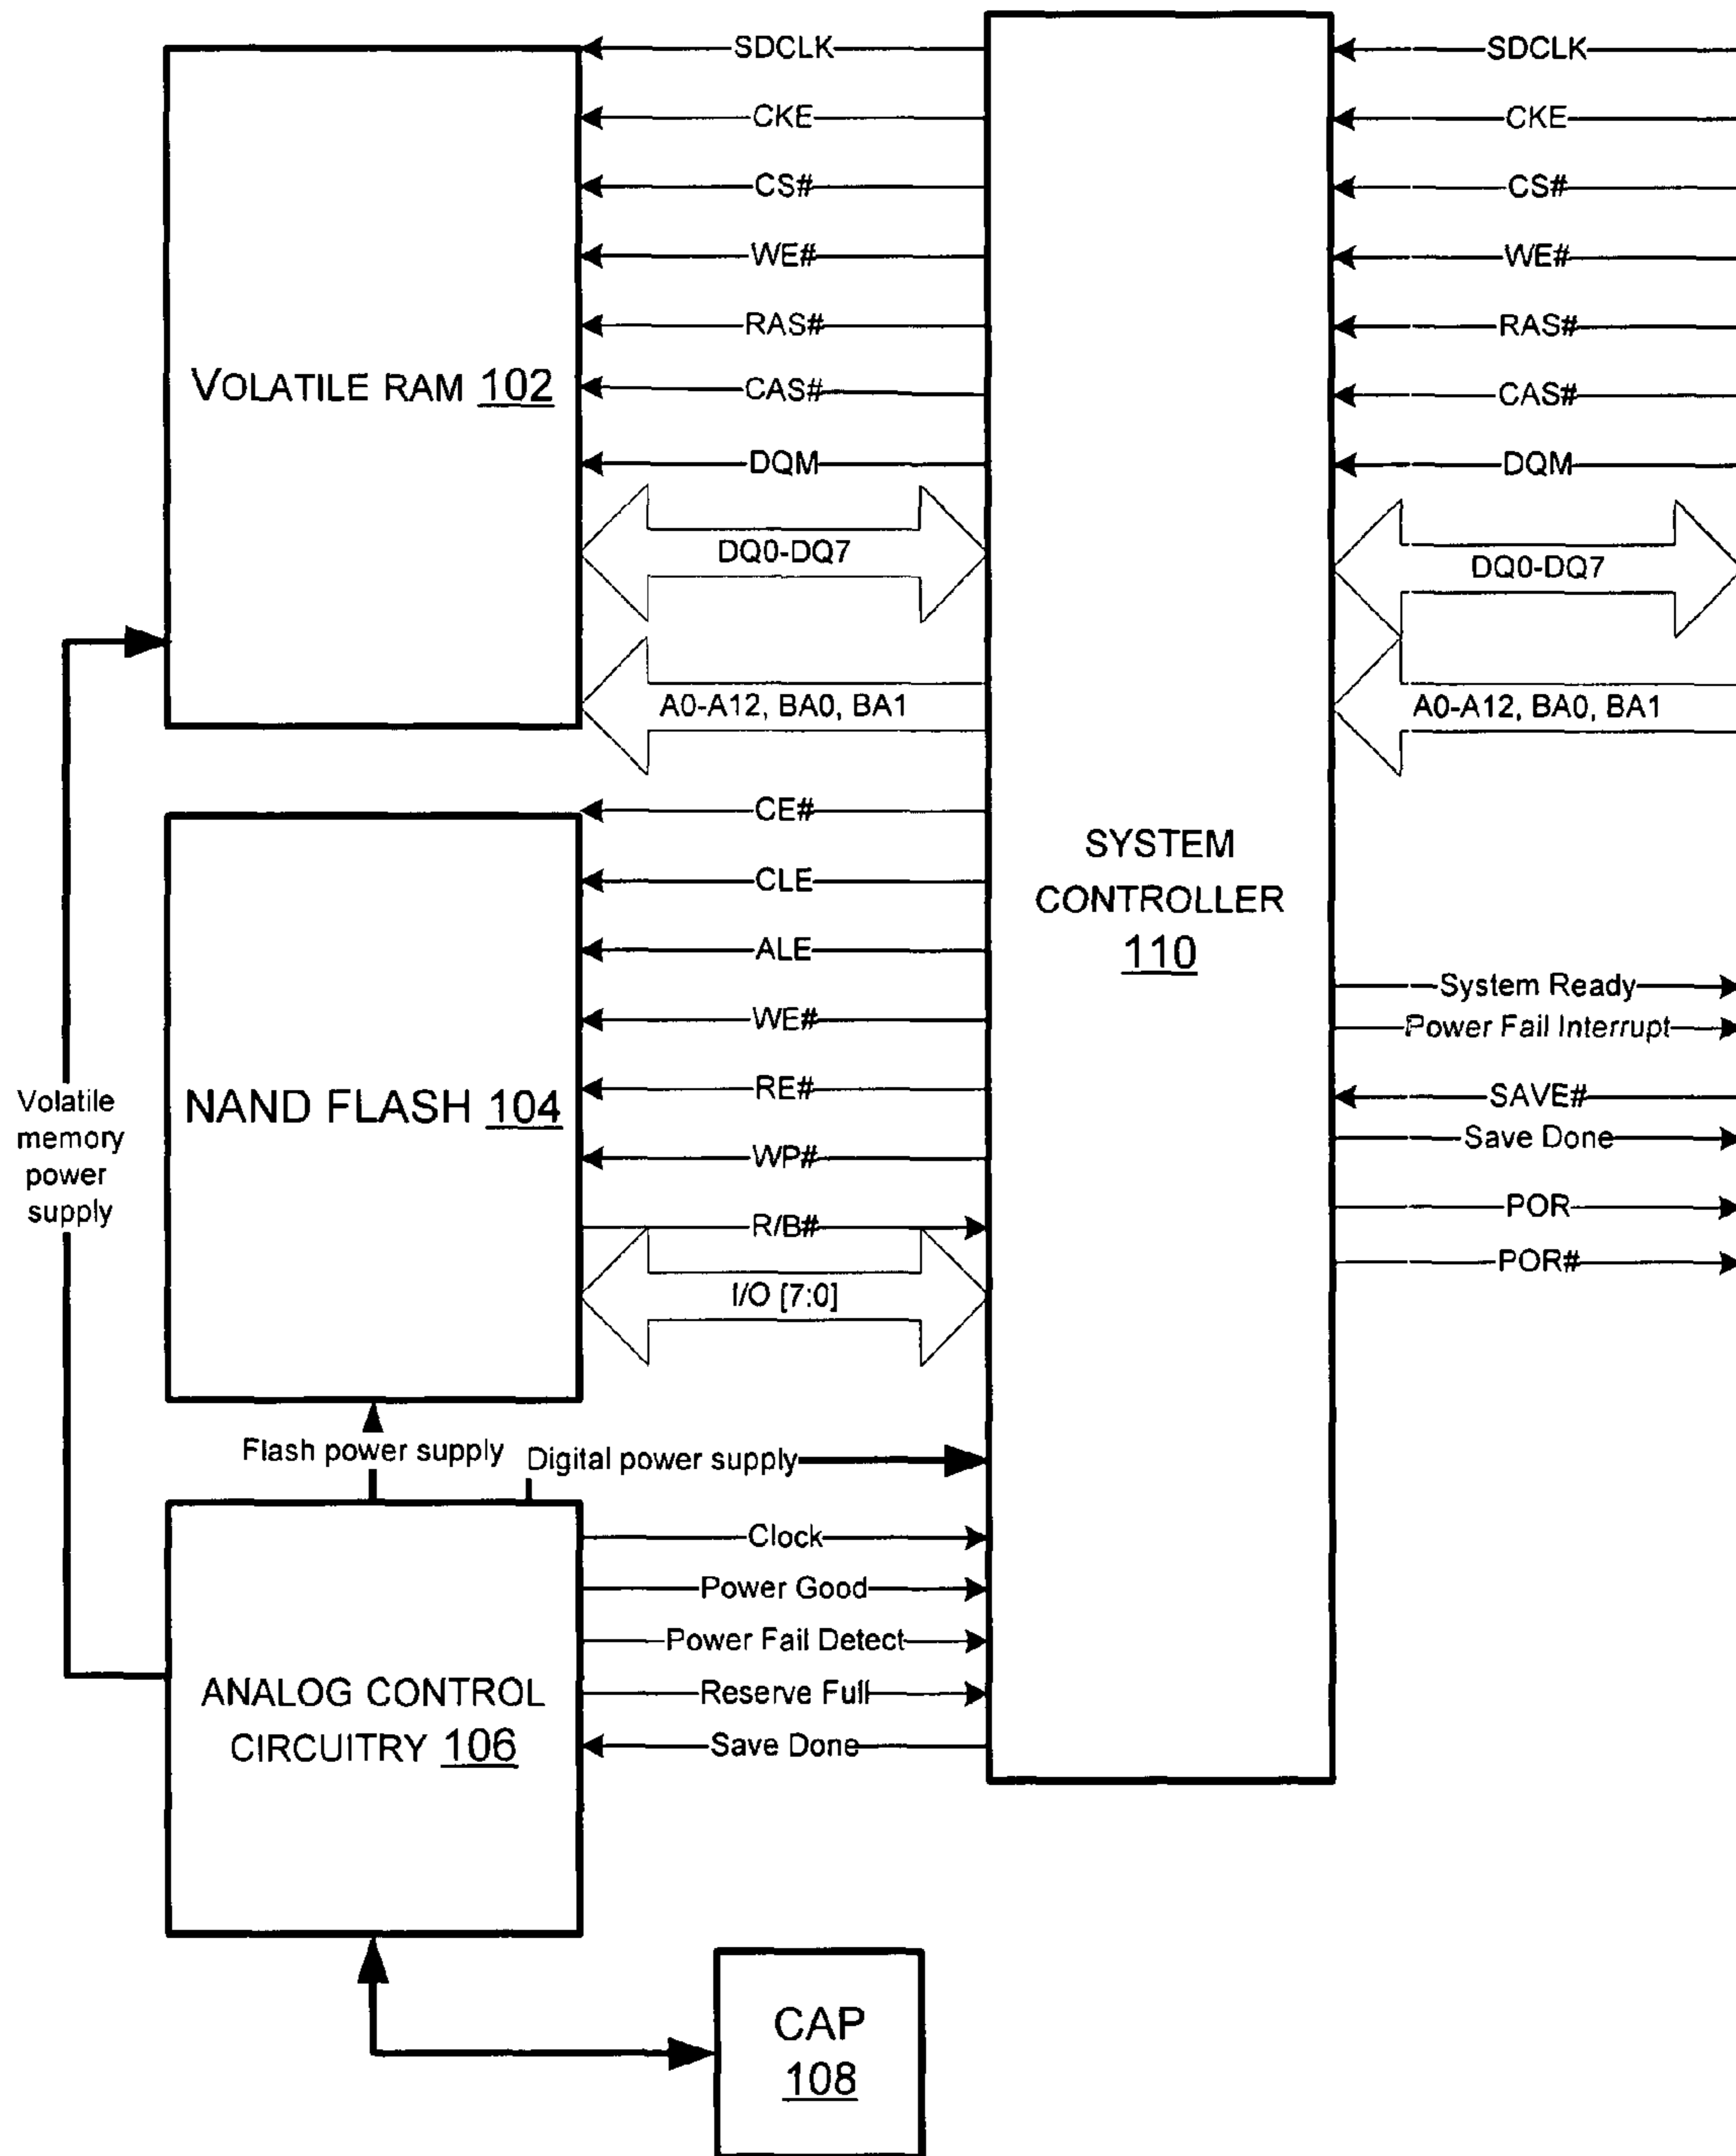 SDCLK
CKE
CS#
WE#
RAS#
CAS#
DQM
DQ0-DQ7
A0-A12, BA0, BA1
VOLATILE RAM 102
SDCLK
CKE
CS#
WE#
RAS#
CAS#
DQM
DQ0-DQ7
A0-A12, BA0, BA1
CE#
CLE
ALE
WE#
RE#
WP#
R/B#
I/O [7:0]
NAND FLASH 104
SYSTEM
CONTROLLER
110
System Ready
Power Fail Interrupt
SAVE#
Save Done
POR
POR#
Volatile
memory
power
supply
Flash power supply
Digital power supply
Clock
Power Good
Power Fail Detect
Reserve Full
Save Done
ANALOG CONTROL
CIRCUITRY 106
CAP
108